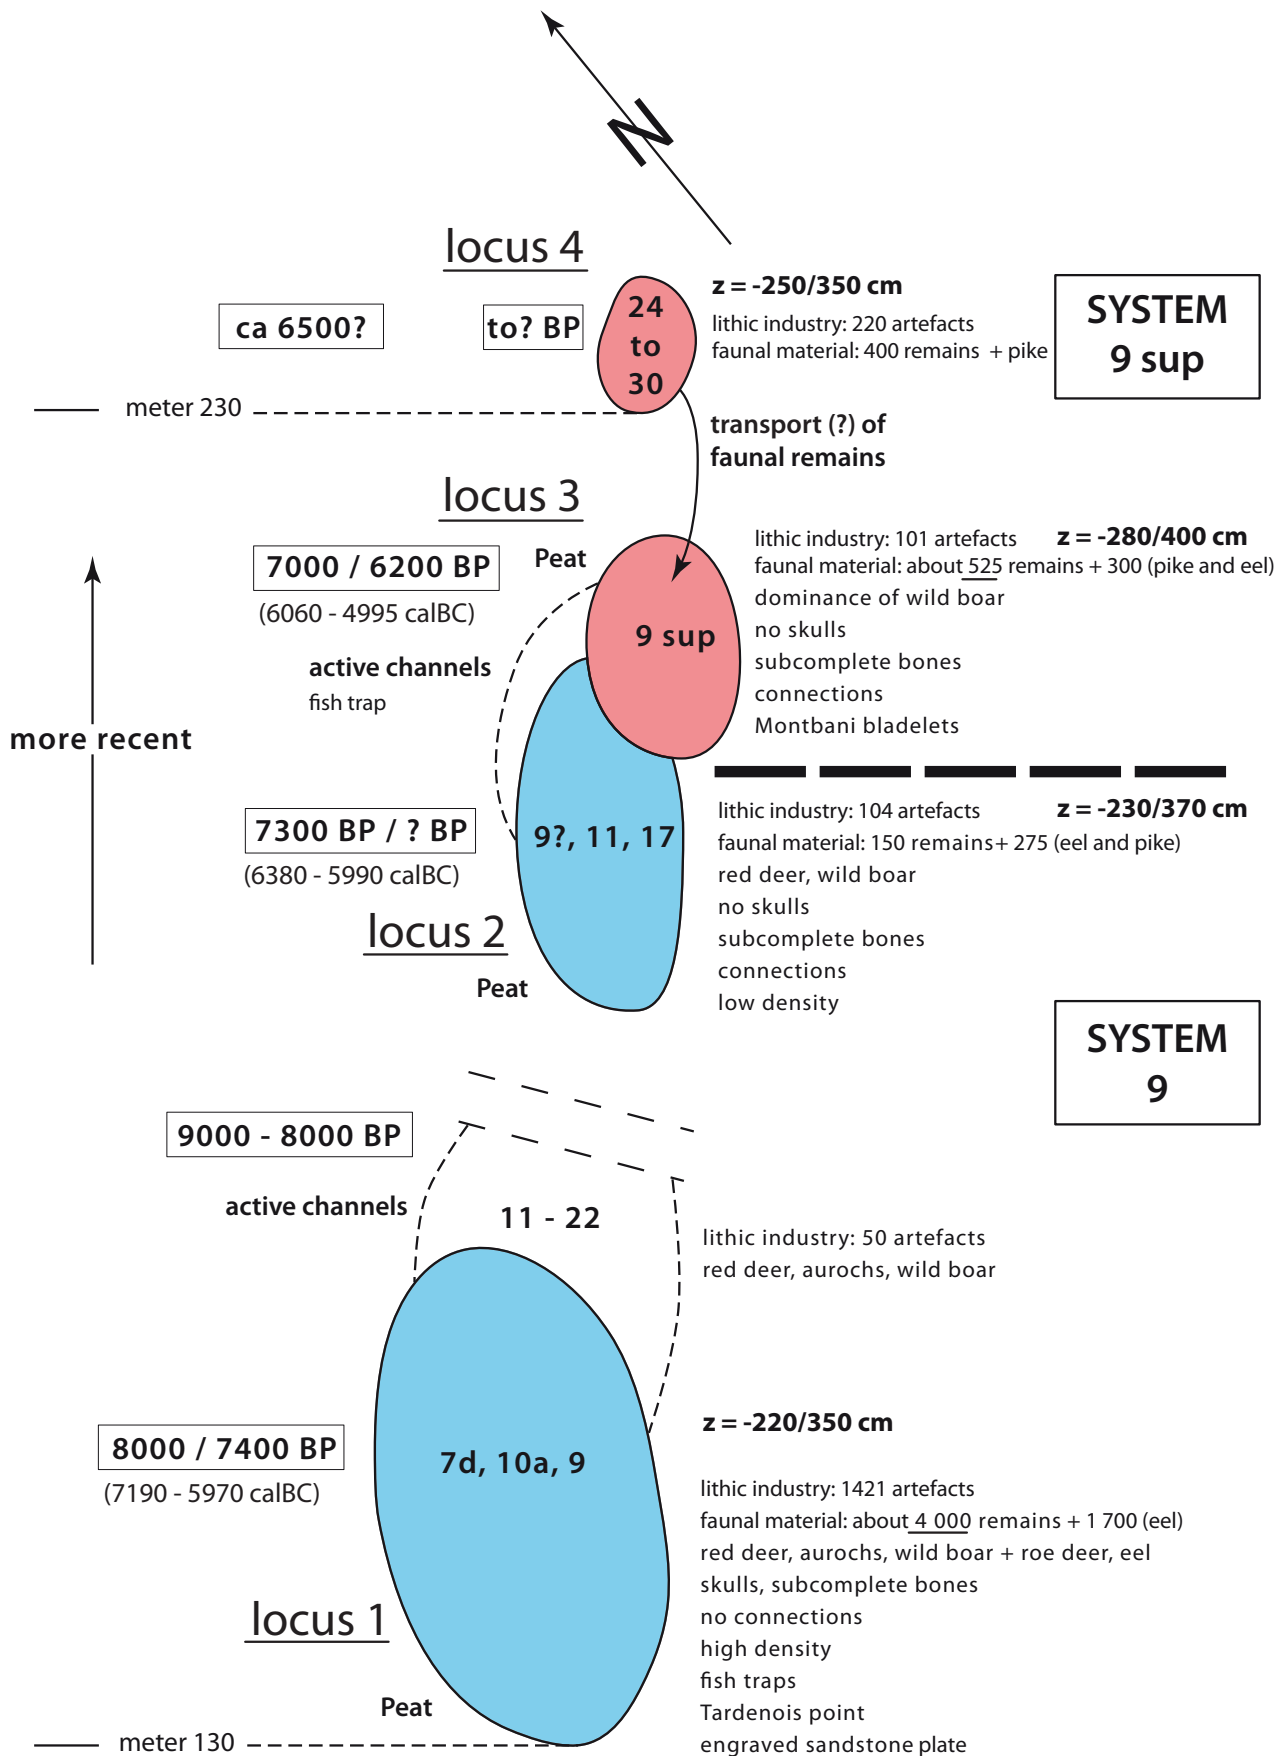 N
locus 4
z = -250/350 cm
ca 6500?
to? BP
24
to
30
lithic industry: 220 artefacts
faunal material: 400 remains + pike
SYSTEM
9 sup
meter 230
transport (?) of
faunal remains
locus 3
7000 / 6200 BP
(6060 - 4995 calBC)
Peat
active channels
fish trap
9 sup
lithic industry: 101 artefacts
z = -280/400 cm
faunal material: about 525 remains + 300 (pike and eel)
dominance of wild boar
no skulls
subcomplete bones
connections
Montbani bladelets
more recent
7300 BP / ? BP
(6380 - 5990 calBC)
9?, 11, 17
locus 2
Peat
lithic industry: 104 artefacts
z = -230/370 cm
faunal material: 150 remains+ 275 (eel and pike)
red deer, wild boar
no skulls
subcomplete bones
connections
low density
SYSTEM
9
9000 - 8000 BP
active channels
11 - 22
lithic industry: 50 artefacts
red deer, aurochs, wild boar
8000 / 7400 BP
(7190 - 5970 calBC)
7d, 10a, 9
z = -220/350 cm
lithic industry: 1421 artefacts
faunal material: about 4 000 remains + 1 700 (eel)
red deer, aurochs, wild boar + roe deer, eel
skulls, subcomplete bones
no connections
high density
fish traps
Tardenois point
engraved sandstone plate
locus 1
Peat
meter 130